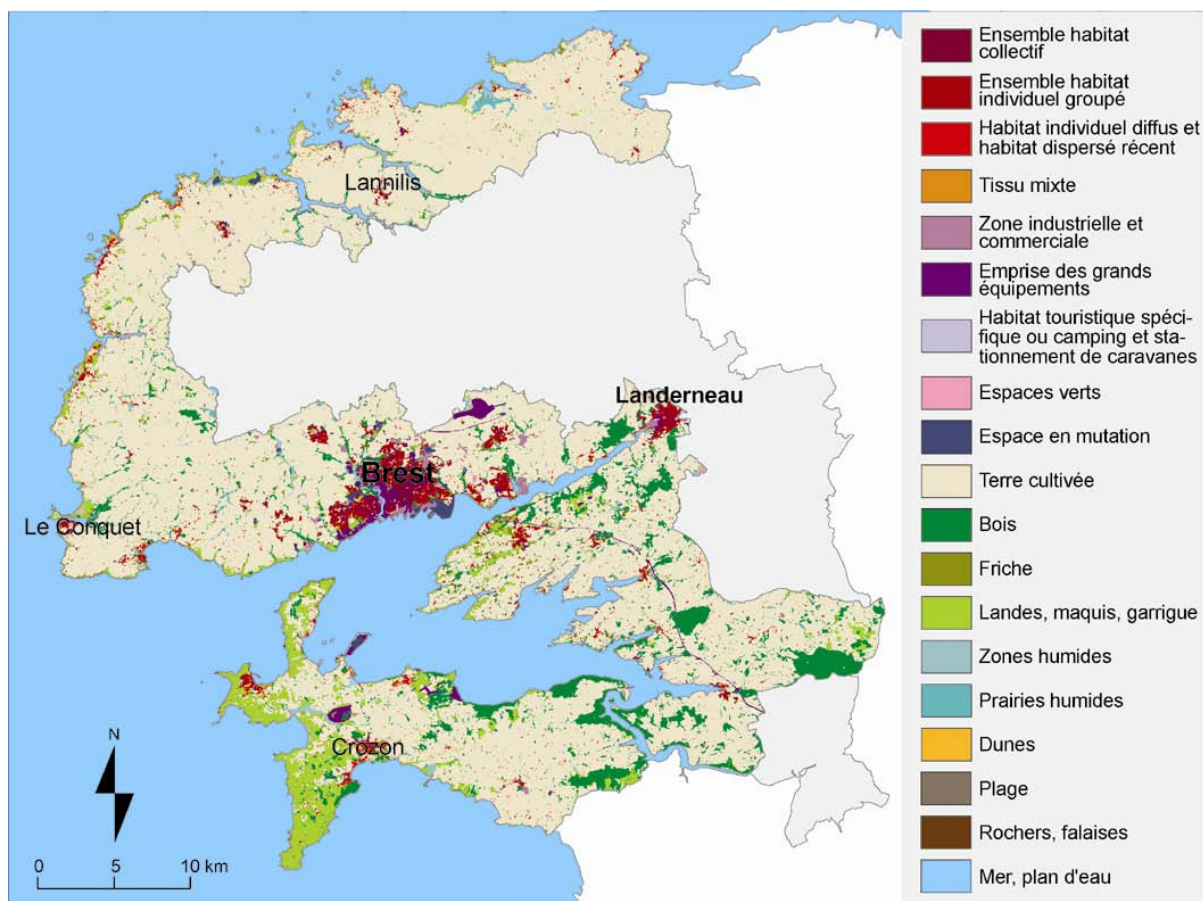 Lannilis
Landerneau
Brest
Le Conquet
Crozon
N
0 5 10 km
Ensemble habitat
collectif
Ensemble habitat
individuel groupé
Habitat individuel diffus et
habitat dispersé récent
Tissu mixte
Zone industrielle et
commerciale
Emprise des grands
équipements
Habitat touristique spéci-
fique ou camping et sta-
tionnement de caravanes
Espaces verts
Espace en mutation
Terre cultivée
Bois
Friche
Landes, maquis, garrigue
Zones humides
Prairies humides
Dunes
Plage
Rochers, falaises
Mer, plan d'eau